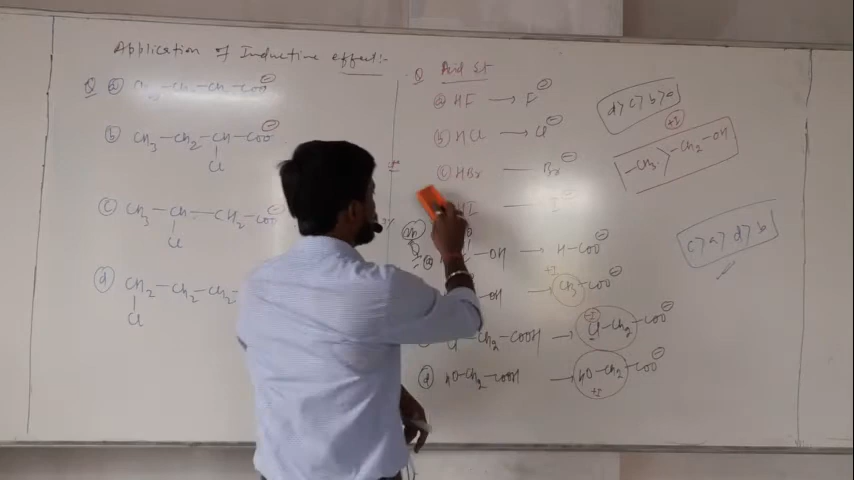 Application of Inductive effect:-
Q a CH3-CH2-CH2-COO⊖
b CH3-CH2-CH-COO⊖
Cl
c CH3-CH-CH2-COO⊖
Cl
d CH2-CH2-CH2
Cl
Q Acid St
a HF → F⊖
b HCl → Cl⊖
c HBr — Br⊖
HI — I⊖
-OH → H-COO⊖
+I
-OH → CH3-COO⊖
-I
Cl-CH2-COOH → Cl-CH2-COO⊖
d HO-CH2-COOH → HO-CH2-COO⊖
+I
d>c>b>a
+I
-CH3 > -CH2-OH
c>a>d>b